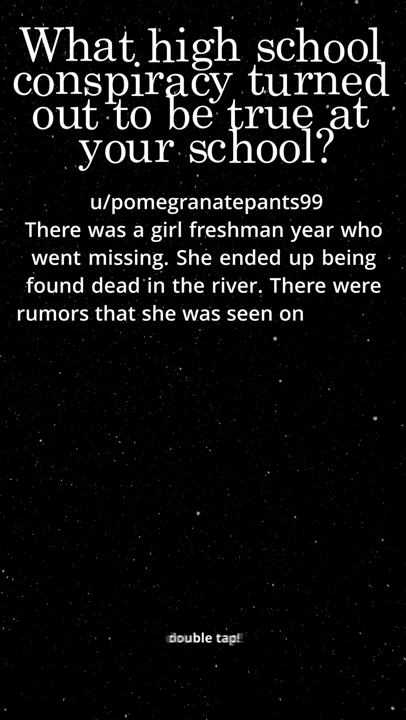 What high school
conspiracy turned
out to be true at
your school?
u/pomegranatepants99
There was a girl freshman year who
went missing. She ended up being
found dead in the river. There were
rumors that she was seen on
double tap!